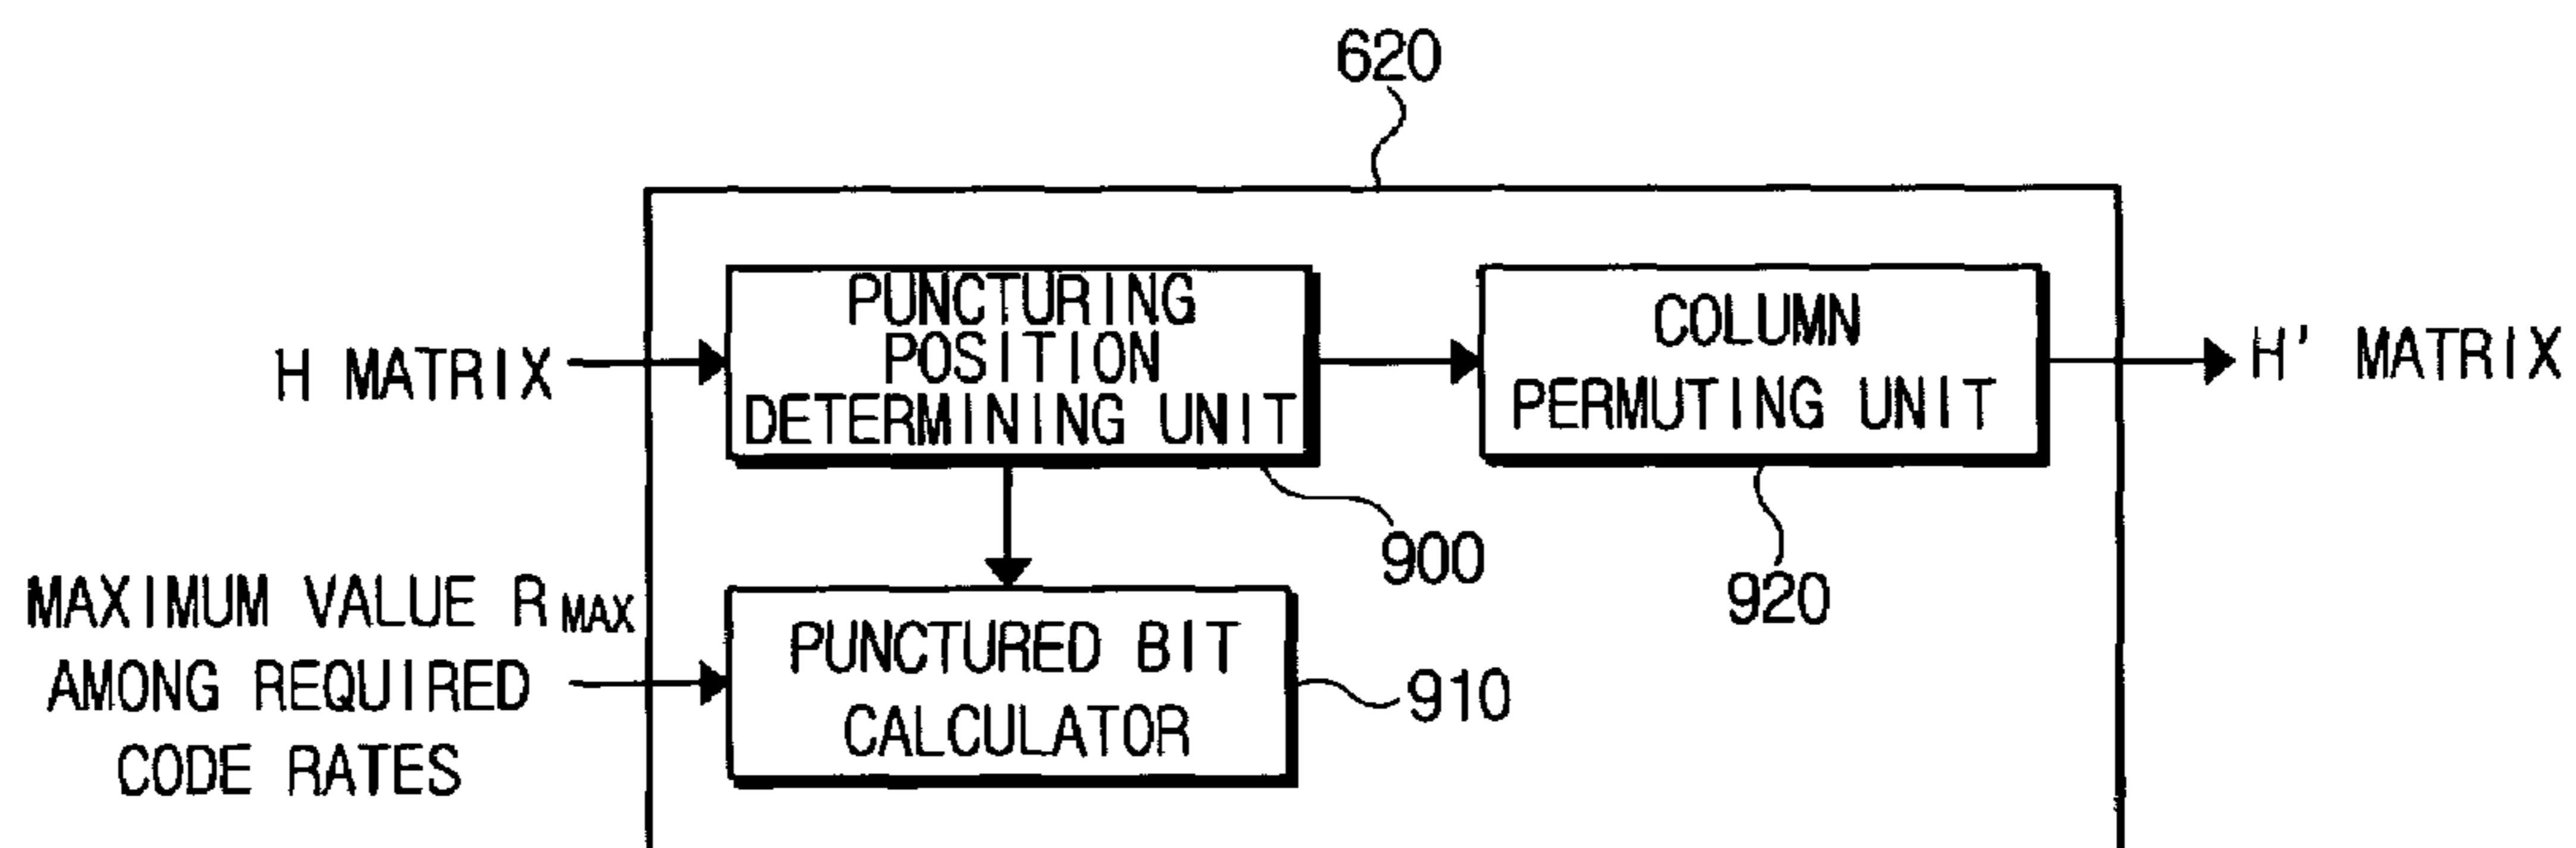 620
PUNCTURING
POSITION
DETERMINING UNIT
COLUMN
PERMUTING UNIT
H MATRIX
H' MATRIX
900
920
MAXIMUM VALUE RMAX
AMONG REQUIRED
CODE RATES
PUNCTURED BIT
CALCULATOR
910